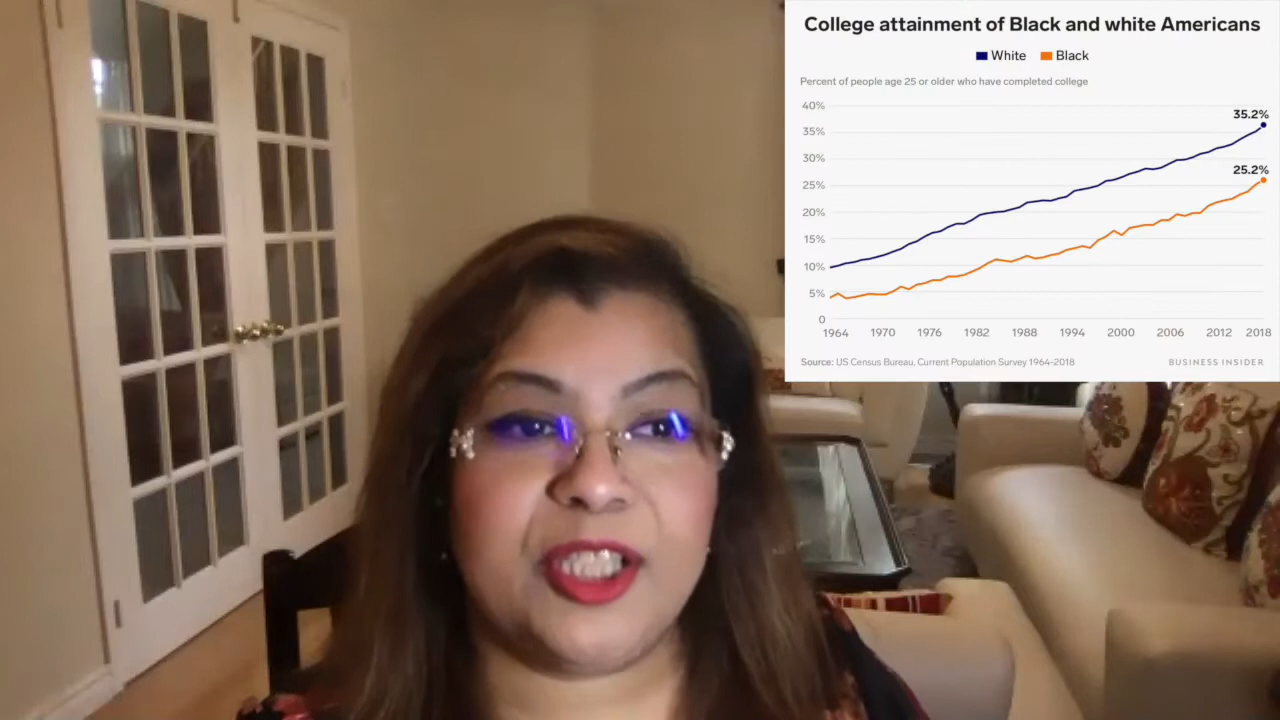 College attainment of Black and white Americans
White Black
Percent of people age 25 or older who have completed college
40%
35.2%
35%
30%
25.2%
25%
20%
15%
10%
5%
0
1964 1970 1976 1982 1988 1994 2000 2006 2012 2018
Source: US Census Bureau, Current Population Survey 1964-2018 BUSINESS INSIDER